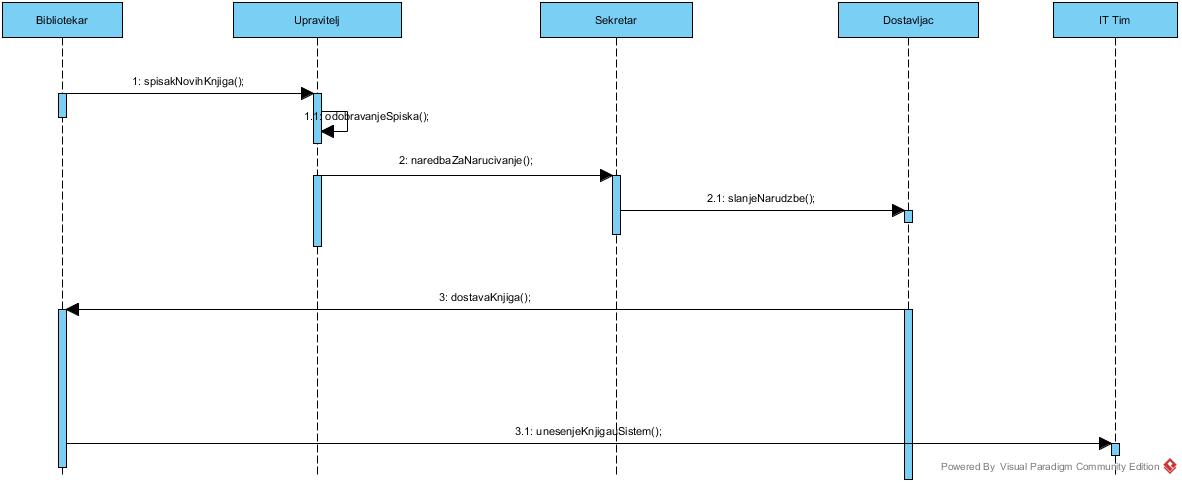 Bibliotekar
Upravitelj
Sekretar
Dostavljac
IT Tim
1: spisakNovihKnjiga();
1.1: odobravanjeSpiska();
2: naredbaZaNarucivanje();
2.1: slanjeNarudzbe();
3: dostavaKnjiga();
3.1: unesenjeKnjigauSistem();
Powered By Visual Paradigm Community Edition